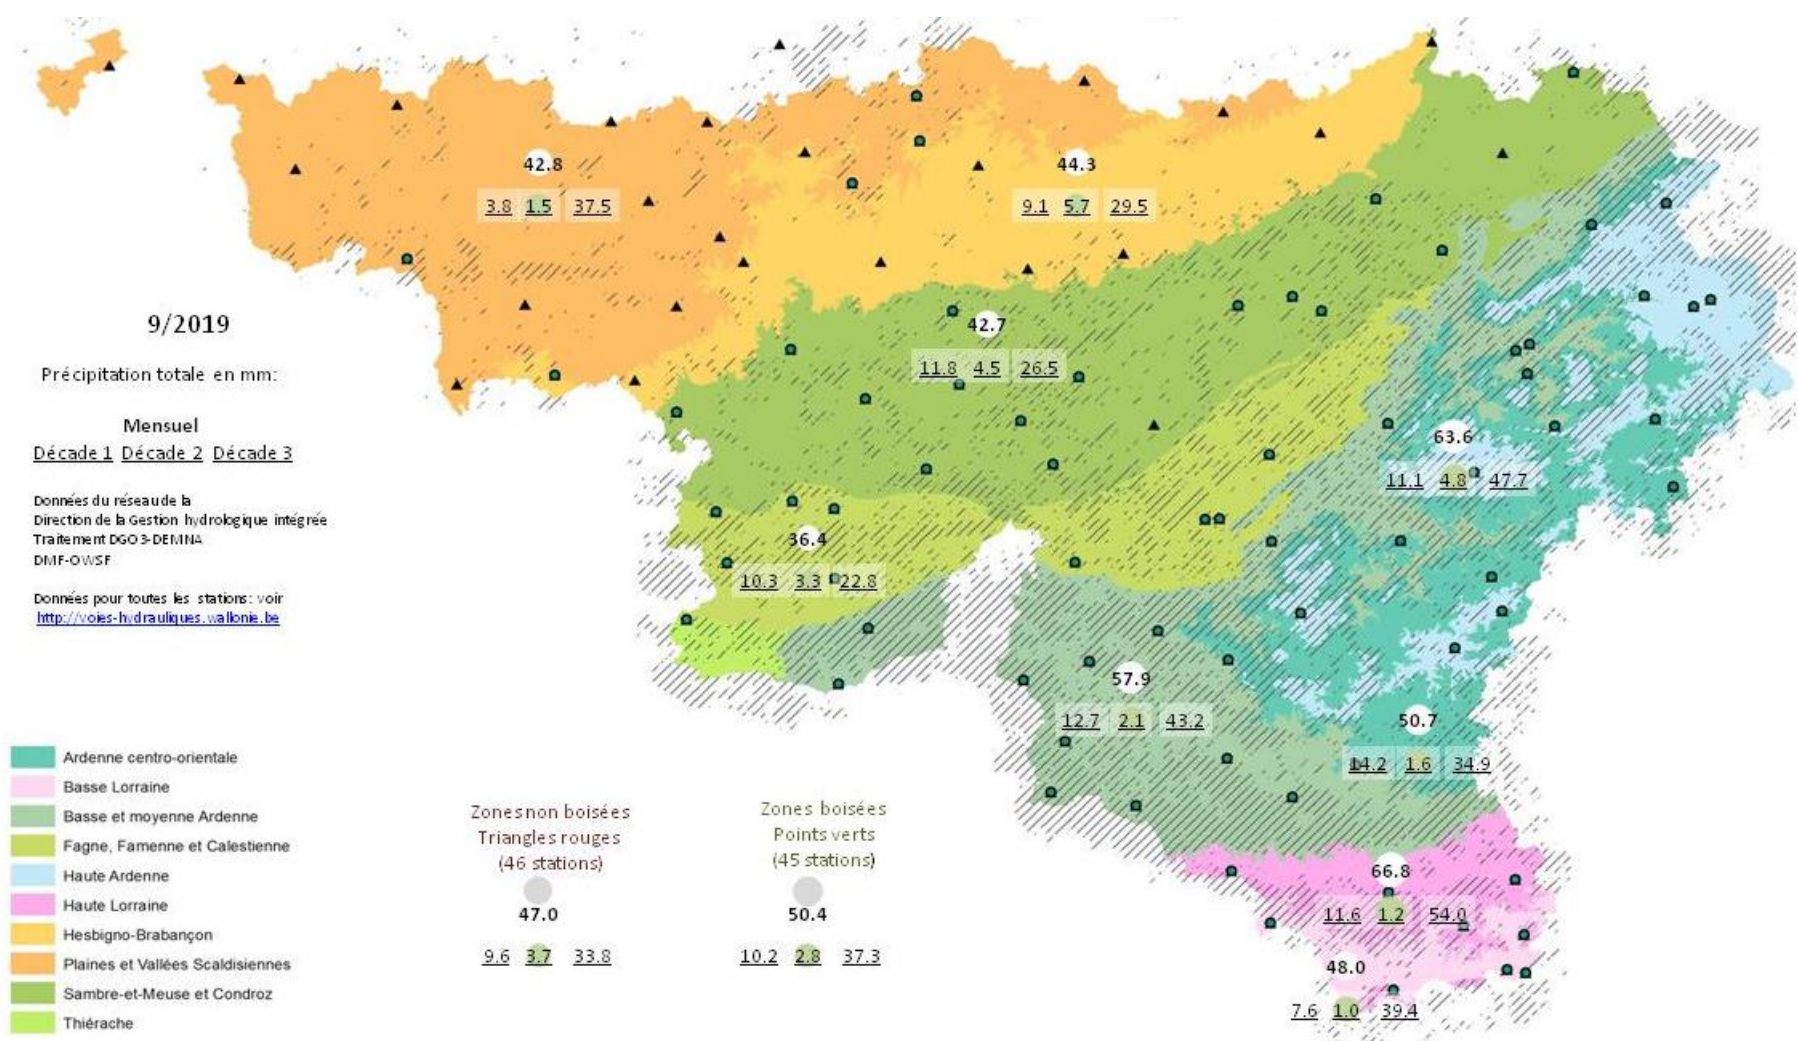 42.8
3.8 1.5 37.5
44.3
9.1 5.7 29.5
9/2019
Précipitation totale en mm:
Mensuel
Décade 1 Décade 2 Décade 3
Données du réseau de la
Direction de la Gestion hydrologique intégrée
Traitement DGO3-DEMNA
DMF-OWSF
Données pour toutes les stations: voir
http://voies-hydrauliques.wallonie.be
42.7
11.8 4.5 26.5
63.6
11.1 4.8 47.7
36.4
10.3 3.3 22.8
57.9
12.7 2.1 43.2
50.7
14.2 1.6 34.9
66.8
11.6 1.2 54.0
48.0
7.6 1.0 39.4
Ardenne centro-orientale
Basse Lorraine
Basse et moyenne Ardenne
Fagne, Famenne et Calestienne
Haute Ardenne
Haute Lorraine
Hesbigno-Brabançon
Plaines et Vallées Scaldisiennes
Sambre-et-Meuse et Condroz
Thiérache
Zones non boisées
Triangles rouges
(46 stations)
47.0
9.6 3.7 33.8
Zones boisées
Points verts
(45 stations)
50.4
10.2 2.8 37.3